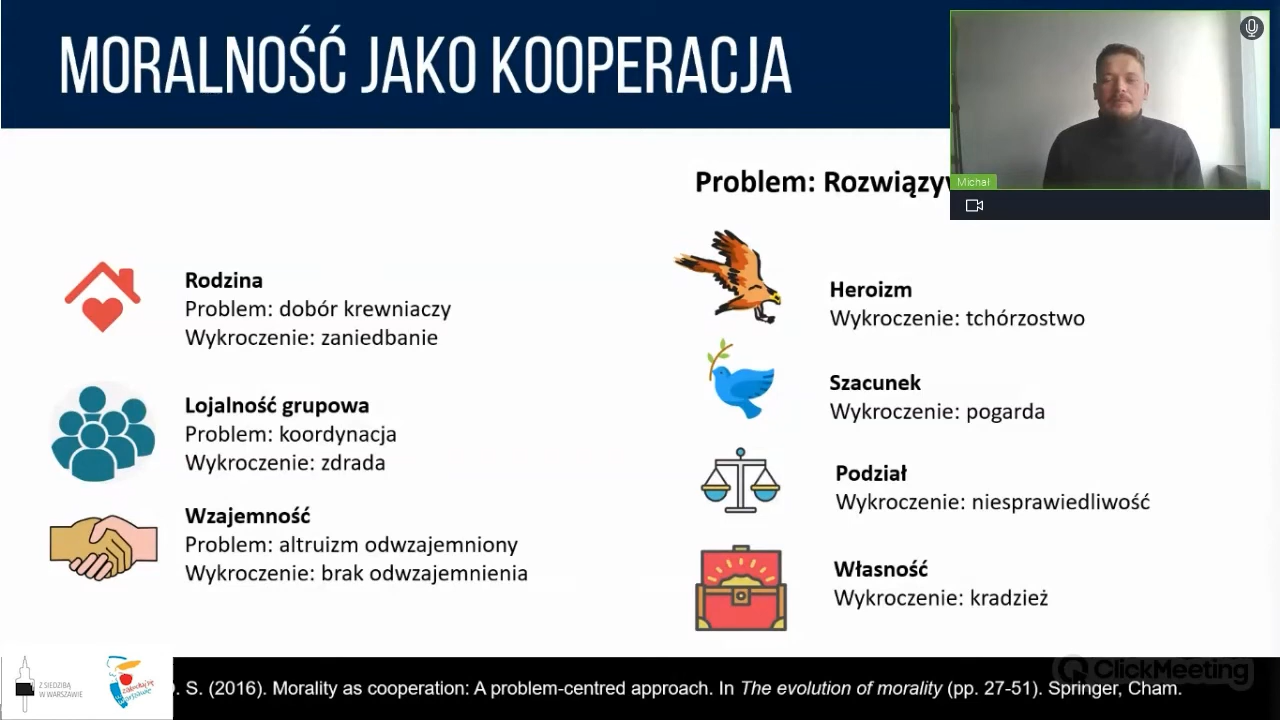 MORALNOŚĆ JAKO KOOPERACJA
Michał
Problem: Rozwiązy
Rodzina
Problem: dobór krewniaczy
Wykroczenie: zaniedbanie
Lojalność grupowa
Problem: koordynacja
Wykroczenie: zdrada
Wzajemność
Problem: altruizm odwzajemniony
Wykroczenie: brak odwzajemnienia
Heroizm
Wykroczenie: tchórzostwo
Szacunek
Wykroczenie: pogarda
Podział
Wykroczenie: niesprawiedliwość
Własność
Wykroczenie: kradzież
Z SIEDZIBĄ
W WARSZAWIE
S. (2016). Morality as cooperation: A problem-centred approach. In The evolution of morality (pp. 27-51). Springer, Cham.
ClickMeeting